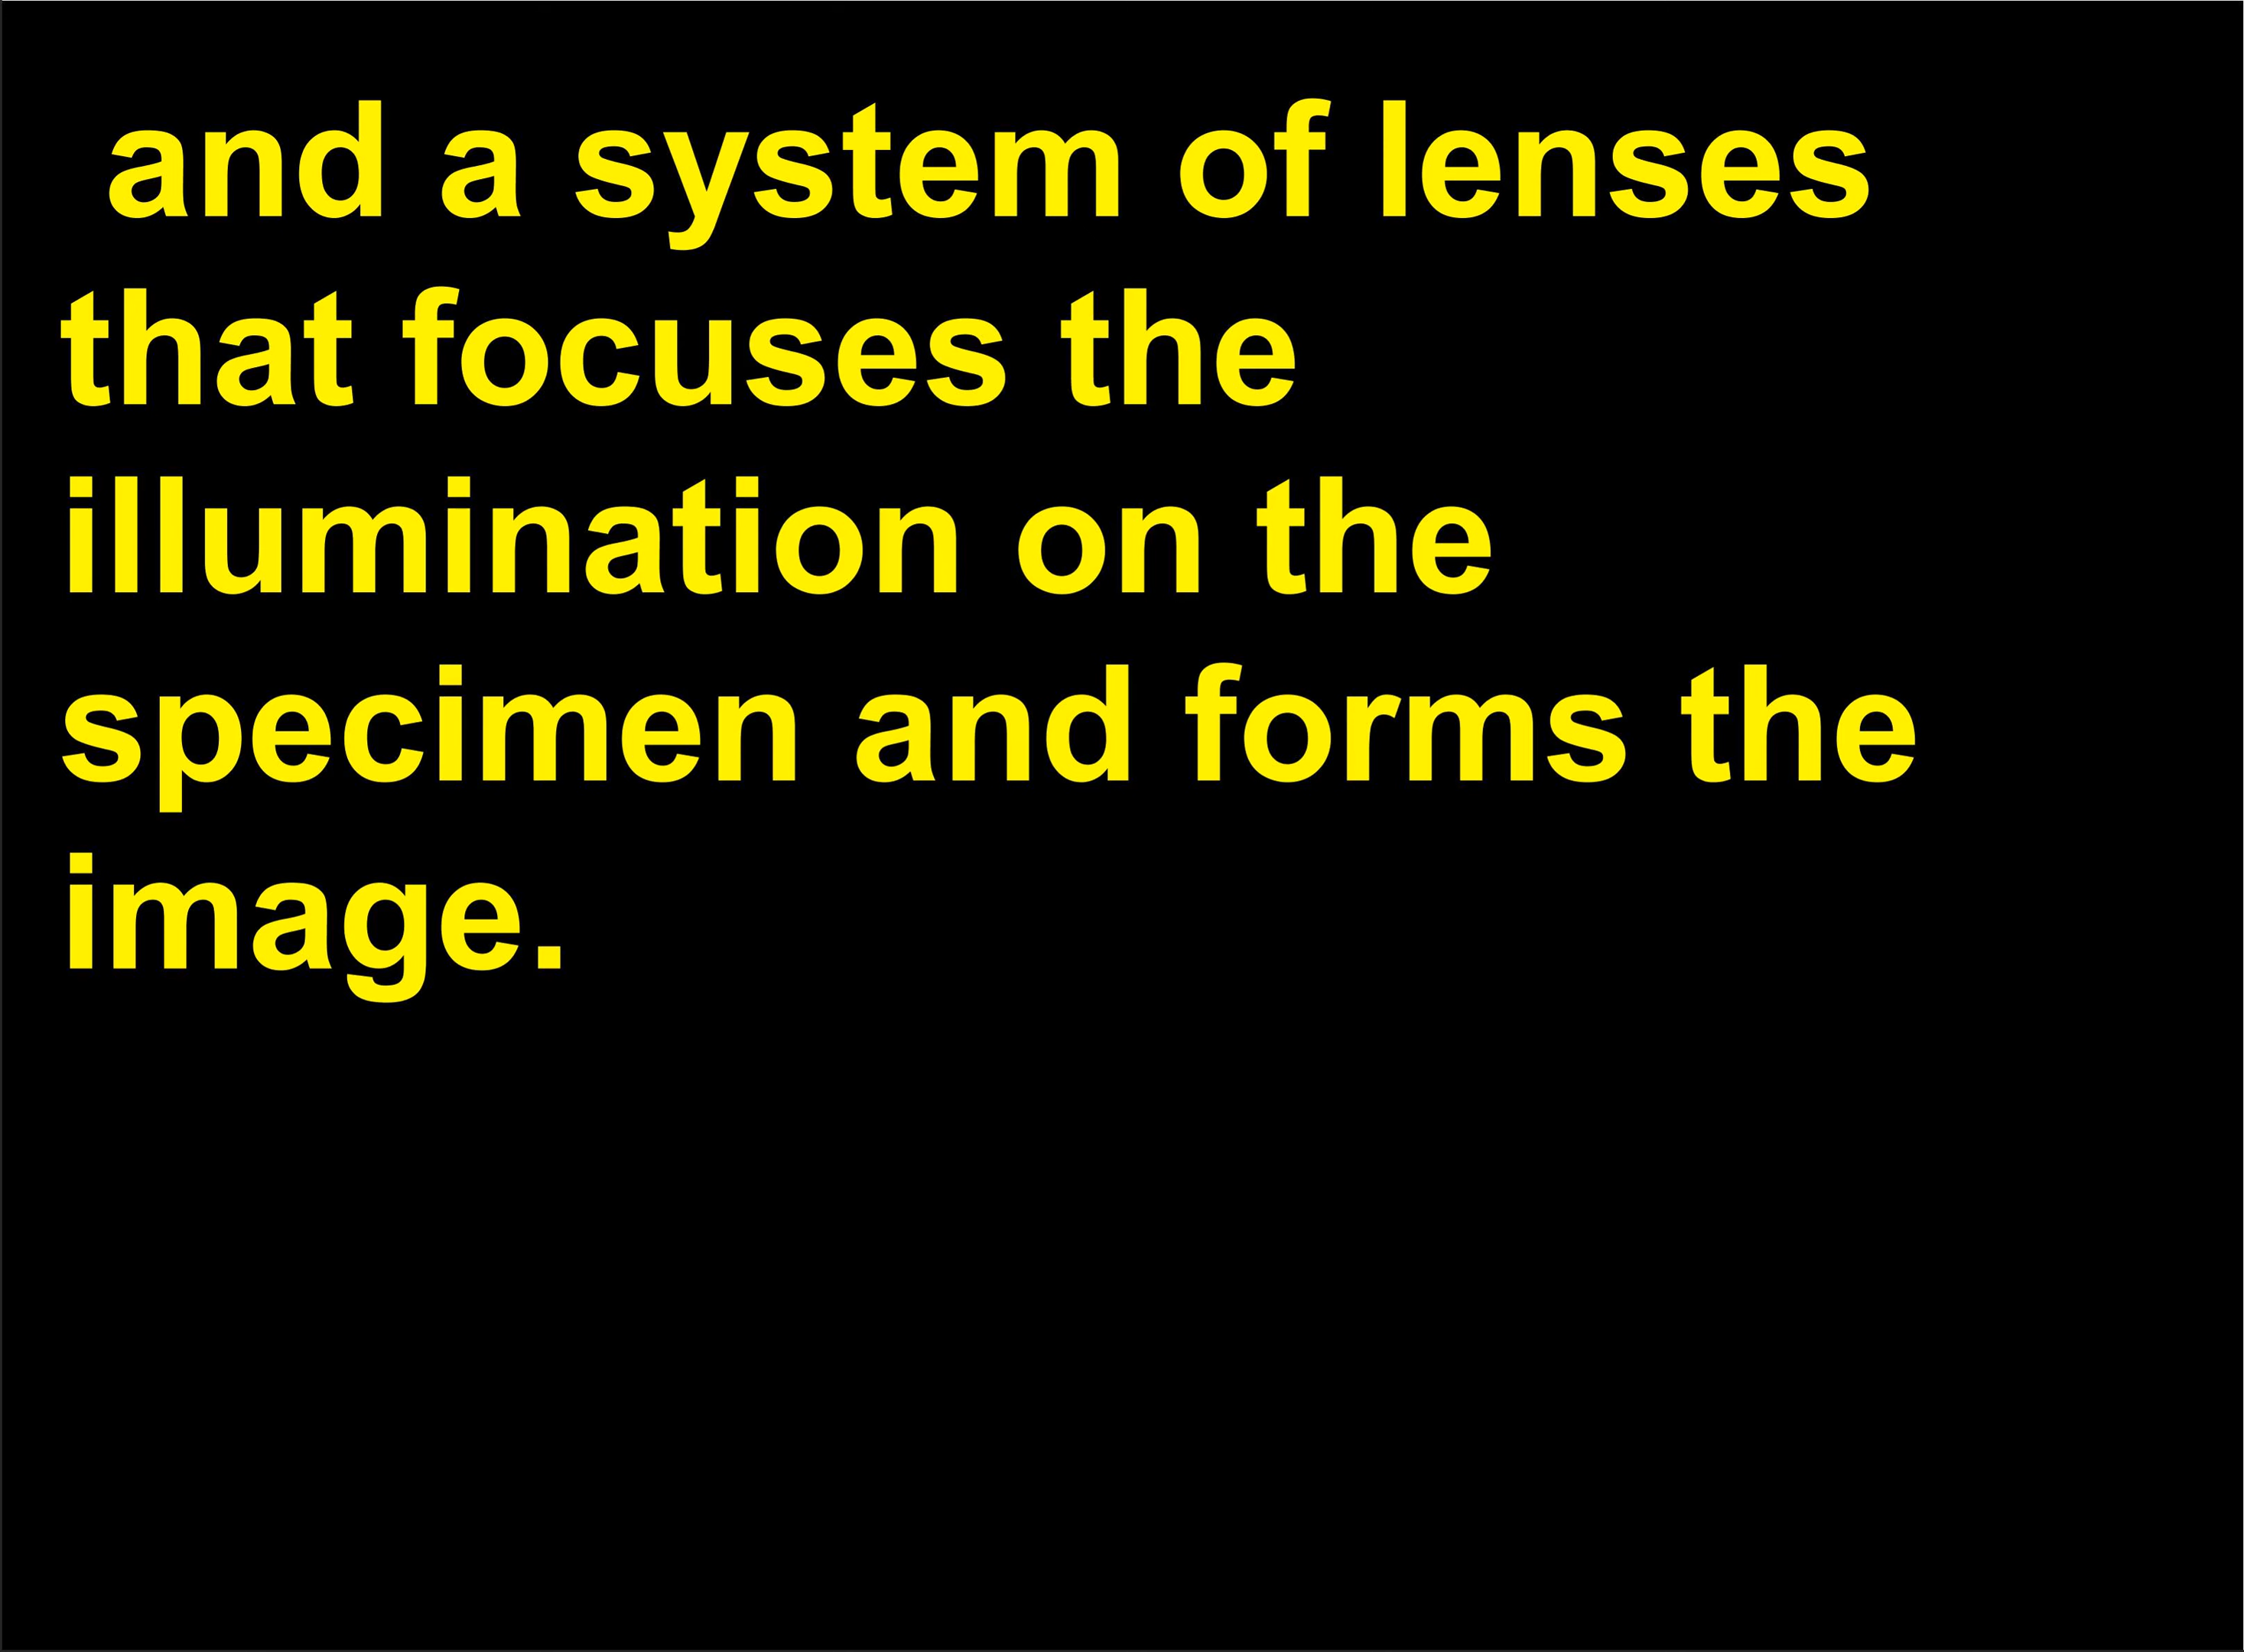 and a system of lenses
that focuses the
illumination on the
specimen and forms the
image.